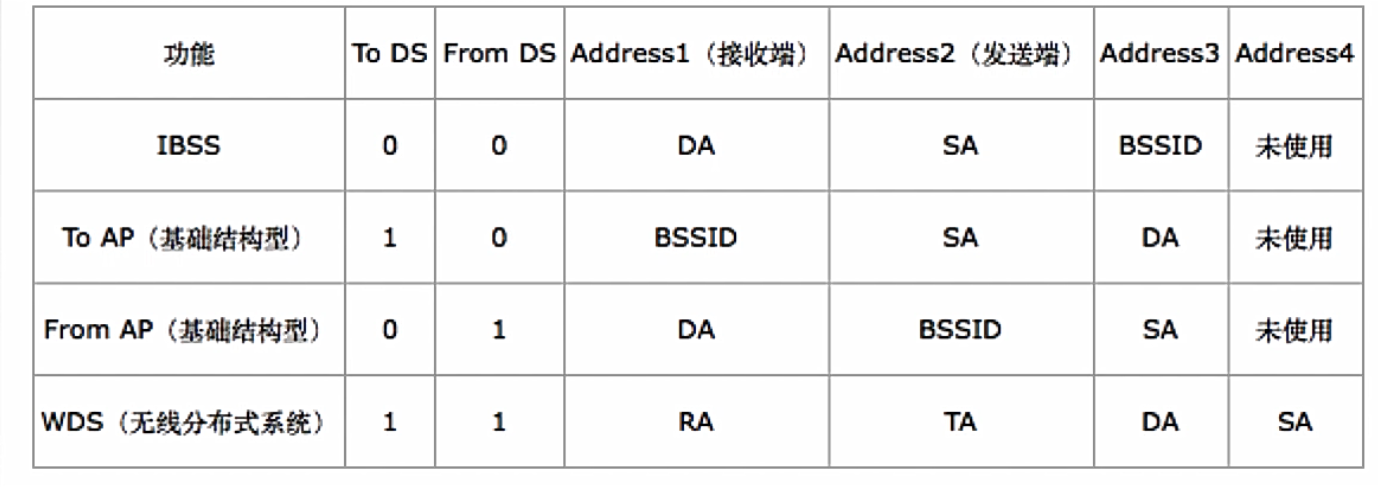 功能 To DS From DS Address1（接收端） Address2（发送端） Address3 Address4
IBSS 0 0 DA SA BSSID 未使用
To AP（基础结构型） 1 0 BSSID SA DA 未使用
From AP（基础结构型） 0 1 DA BSSID SA 未使用
WDS（无线分布式系统） 1 1 RA TA DA SA